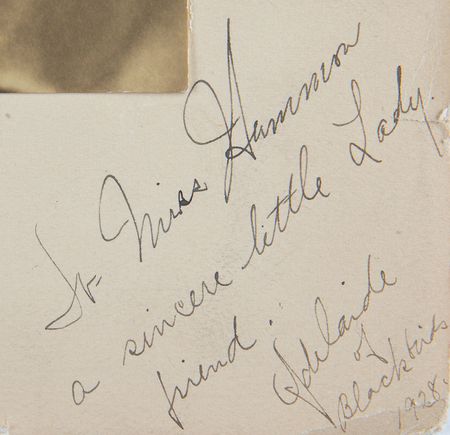 To Miss Hammon
a sincere little Lady.
friend."
Adelaide
of
Blackbirds
1928.